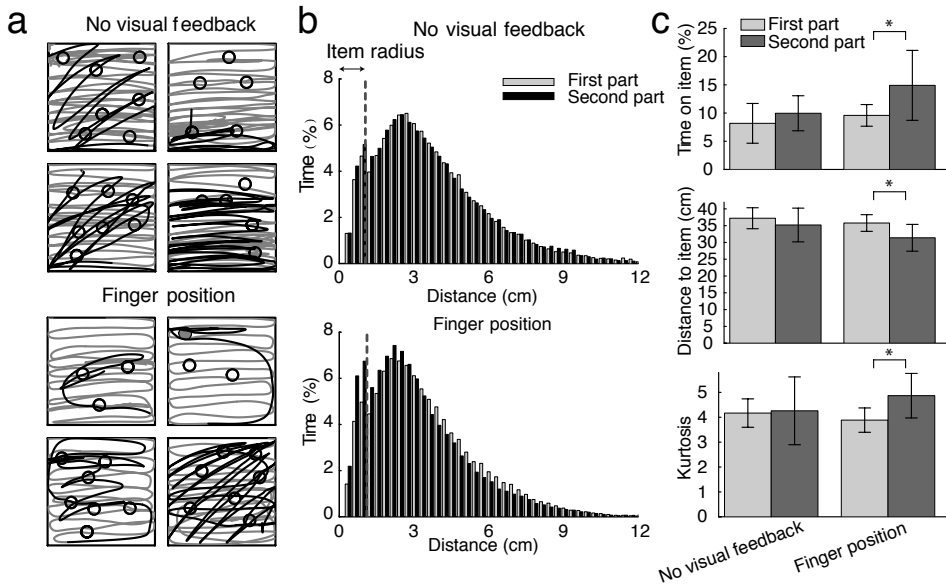 a
No visual feedback
Finger position
b
No visual feedback
Item radius
First part
Second part
8
6
4
2
0
Time (%)
0 3 6 9 12
Distance (cm)
Finger position
8
6
4
2
0
Time (%)
0 3 6 9 12
Distance (cm)
c
First part
Second part
*
25
20
15
10
5
0
Time on item (%)
*
40
35
30
25
20
15
10
5
0
Distance to item (cm)
*
5
4
3
2
1
0
Kurtosis
No visual feedback
Finger position